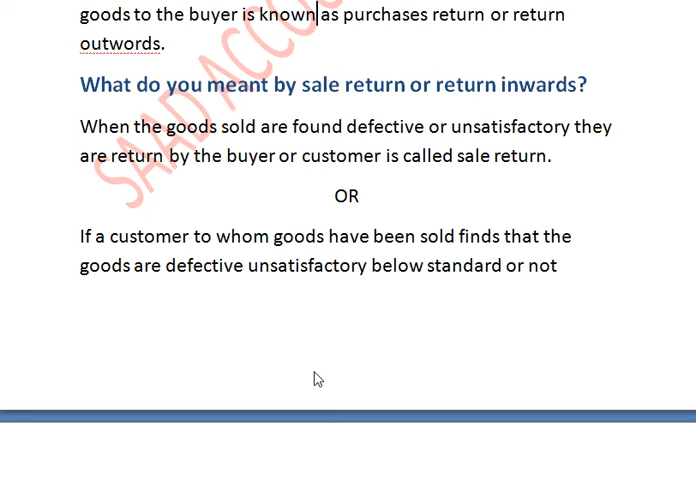 goods to the buyer is known as purchases return or return
outwords.
What do you meant by sale return or return inwards?
When the goods sold are found defective or unsatisfactory they
are return by the buyer or customer is called sale return.
OR
If a customer to whom goods have been sold finds that the
goods are defective unsatisfactory below standard or not
SAAD ACCOU